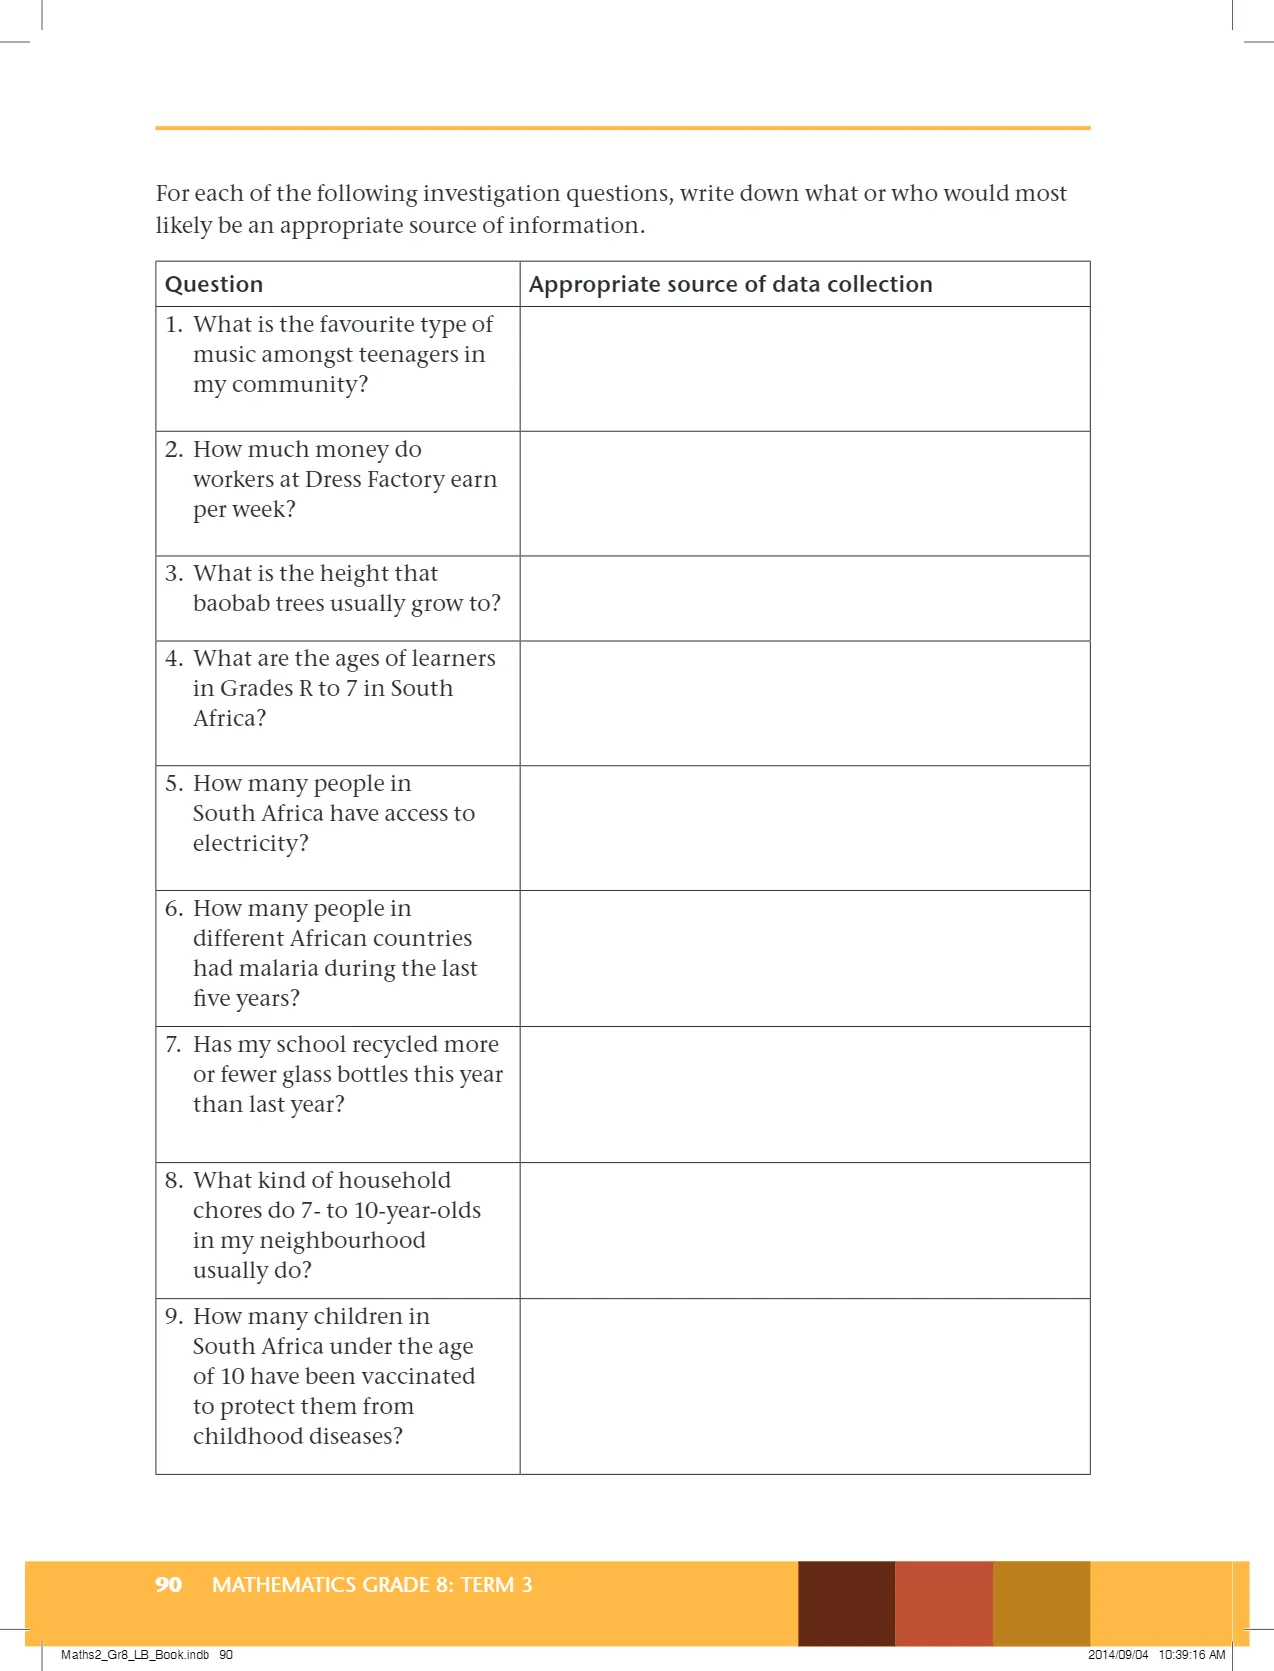 For each of the following investigation questions, write down what or who would most
likely be an appropriate source of information.
Question
Appropriate source of data collection
1. What is the favourite type of
music amongst teenagers in
my community?
2. How much money do
workers at Dress Factory earn
per week?
3. What is the height that
baobab trees usually grow to?
4. What are the ages of learners
in Grades R to 7 in South
Africa?
5. How many people in
South Africa have access to
electricity?
6. How many people in
different African countries
had malaria during the last
five years?
7. Has my school recycled more
or fewer glass bottles this year
than last year?
8. What kind of household
chores do 7- to 10-year-olds
in my neighbourhood
usually do?
9. How many children in
South Africa under the age
of 10 have been vaccinated
to protect them from
childhood diseases?
90 MATHEMATICS GRADE 8: TERM 3
Maths2_Gr8_LB_Book.indb 90
2014/09/04 10:39:16 AM